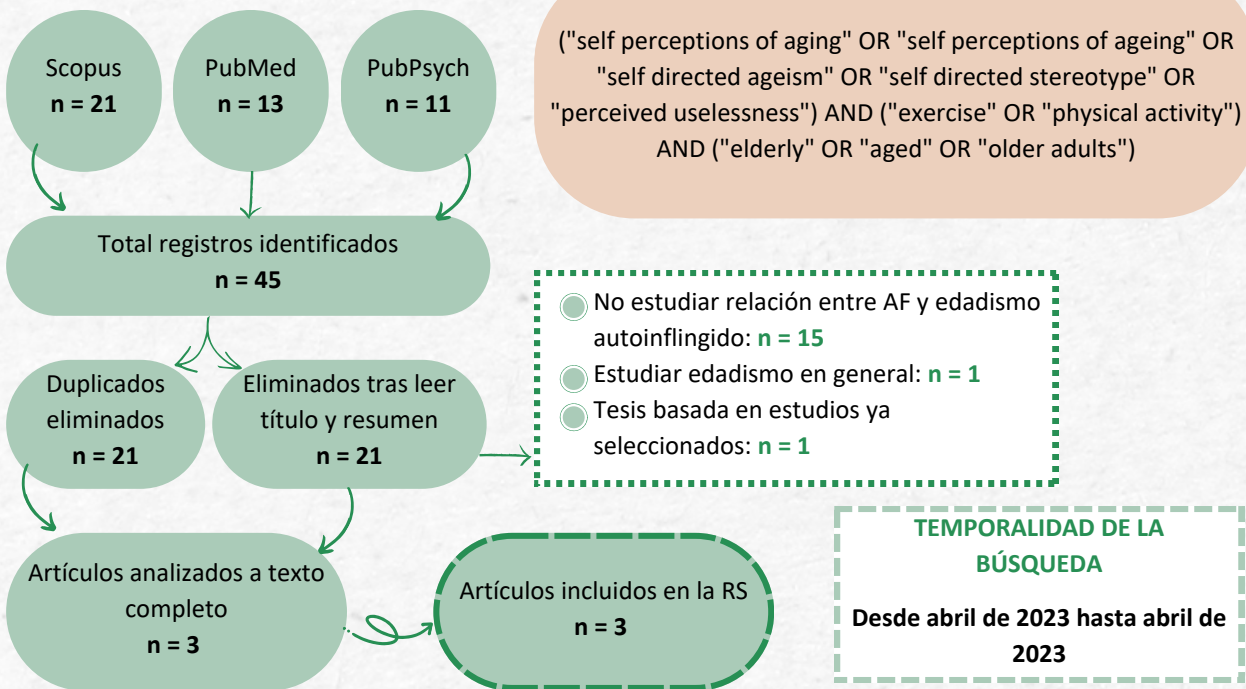 Scopus
n = 21
PubMed
n = 13
PubPsych
n = 11
("self perceptions of aging" OR "self perceptions of ageing" OR
"self directed ageism" OR "self directed stereotype" OR
"perceived uselessness") AND ("exercise" OR "physical activity")
AND ("elderly" OR "aged" OR "older adults")
Total registros identificados
n = 45
Duplicados
eliminados
n = 21
Eliminados tras leer
título y resumen
n = 21
No estudiar relación entre AF y edadismo
autoinflingido: n = 15
Estudiar edadismo en general: n = 1
Tesis basada en estudios ya
seleccionados: n = 1
Artículos analizados a texto
completo
n = 3
Artículos incluidos en la RS
n = 3
TEMPORALIDAD DE LA
BÚSQUEDA
Desde abril de 2023 hasta abril de
2023